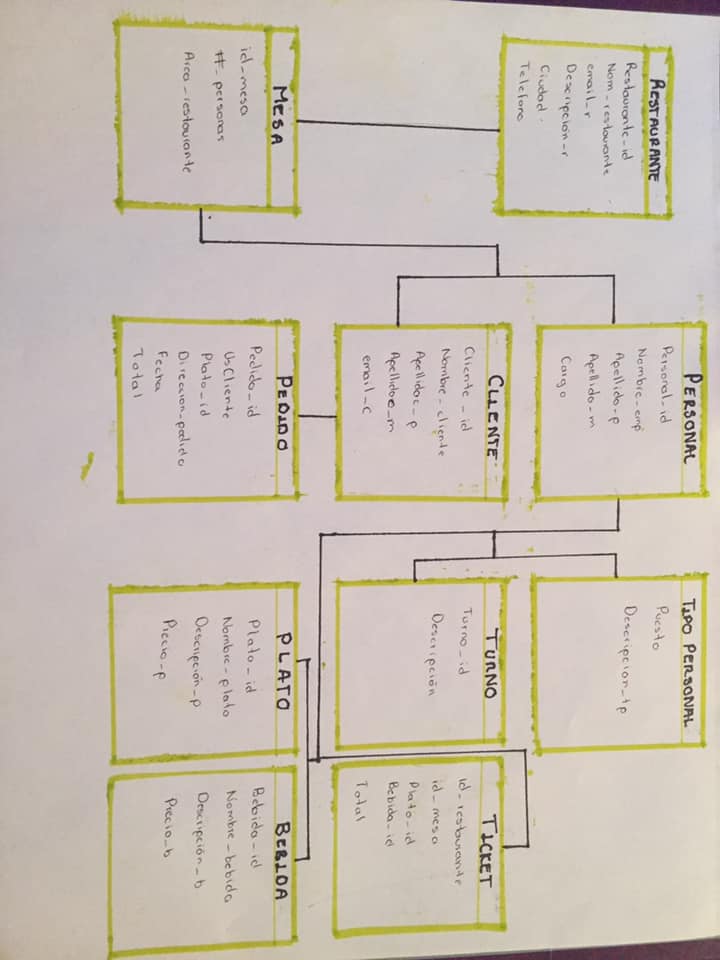 RESTAURANTE
Restaurante_id
Nom_restaurante
email_r
Descripción_r
Ciudad.
Telefono
MESA
id_mesa
#_personas
Area_restaurante
PERSONAL
Personal_id
Nombre_emp
Apellido_p
Apellido_m
Cargo
CLIENTE
Cliente_id
Nombre_cliente
Apellidoc_p
Apellidoc_m
email_c
PEDIDO
Pedido_id
UsCliente
Plato_id
Direccion_pedido
Fecha
Total
TIPO PERSONAL
Puesto
Descripcion_tp
TURNO
Turno_id
Descripción
PLATO
Plato_id
Nombre_plato
Descripción_p
Precio_p
TICKET
Id_restaurante
id_mesa
Plato_id
Bebida_id
Total
BEBIDA
Bebida_id
Nombre_bebida
Descripción_b
Precio_b